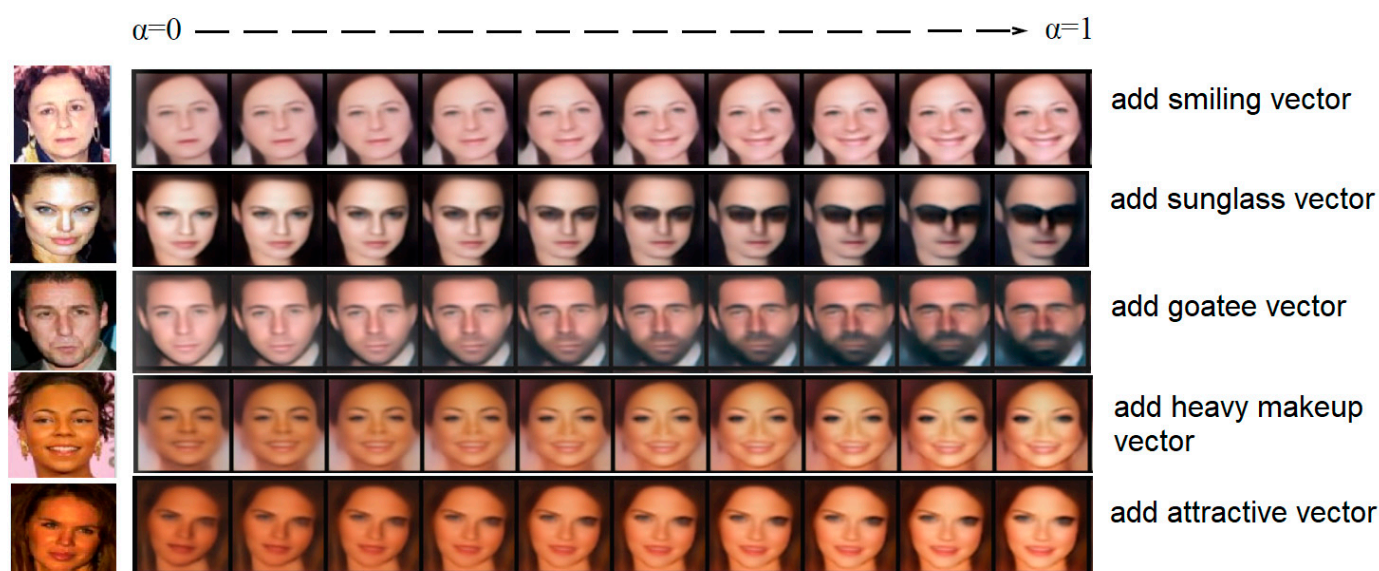 α=0
α=1
add smiling vector
add sunglass vector
add goatee vector
add heavy makeup
vector
add attractive vector